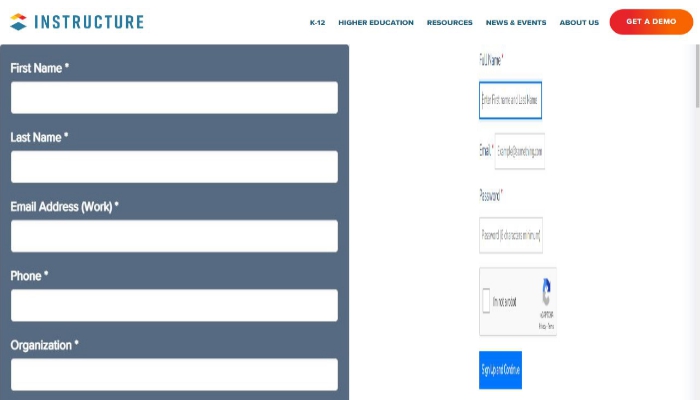 INSTRUCTURE
K-12 HIGHER EDUCATION RESOURCES NEWS & EVENTS ABOUT US GET A DEMO
First Name *
Last Name *
Email Address (Work) *
Phone *
Organization *
Full Name *
Enter First name and Last Name
Email *
Example@something.com
Password *
Password (8 characters minimum)
I'm not a robot
reCAPTCHA
Privacy - Terms
Sign Up and Continue